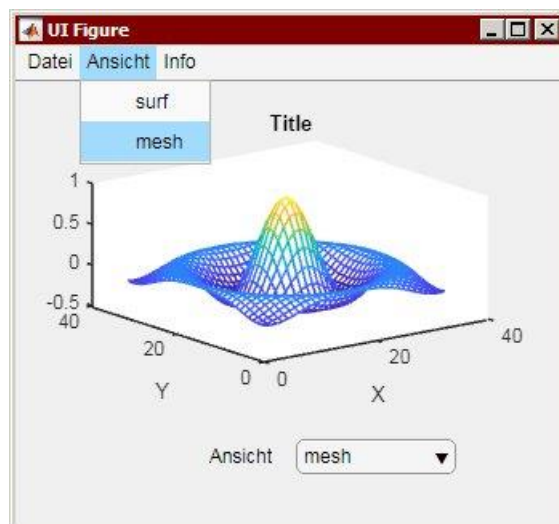 UI Figure
Datei Ansicht Info
surf
mesh
Title
1
0.5
0
-0.5
40
20
0
Y
0
20
40
X
Ansicht mesh